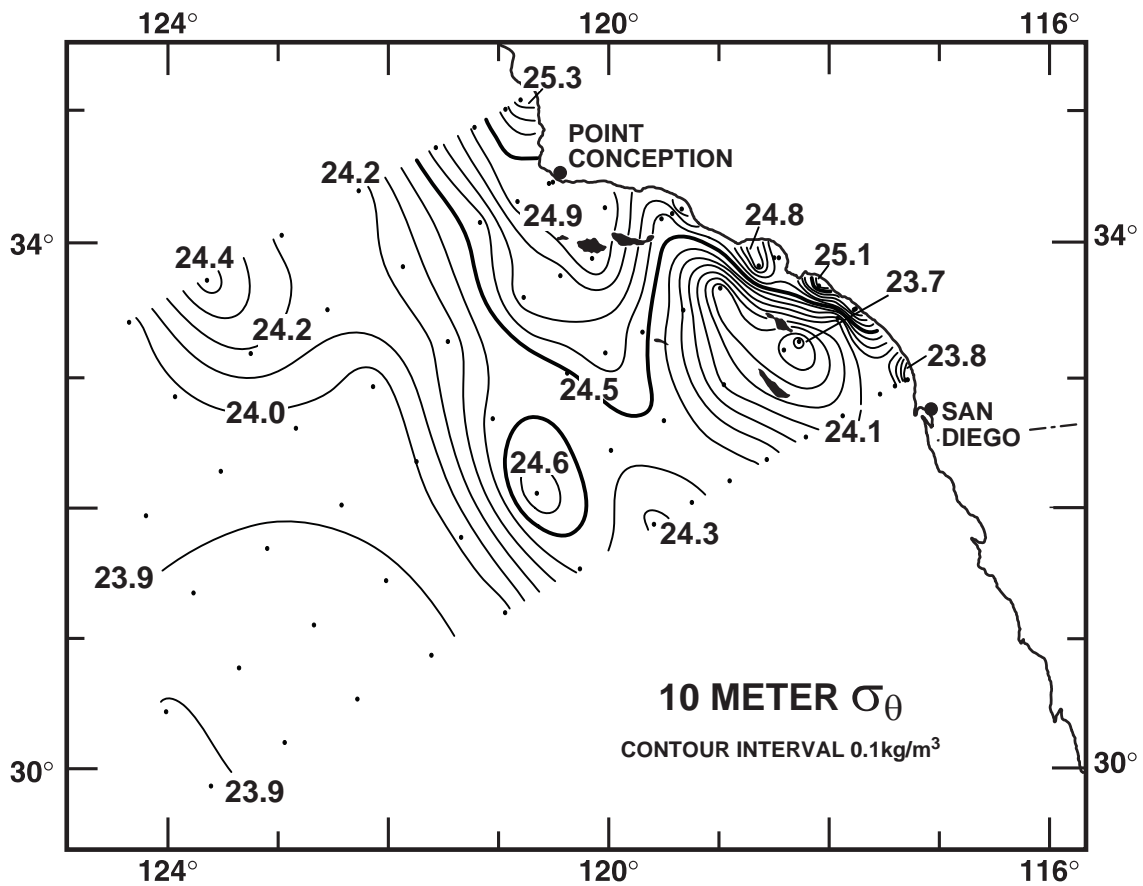 124° 120° 116°
25.3
POINT
CONCEPTION
24.2
24.9
24.8
34°
34°
24.4
25.1
23.7
24.2
23.8
24.5
24.0
24.1
SAN
DIEGO
24.6
24.3
23.9
10 METER σθ
CONTOUR INTERVAL 0.1kg/m³
30°
30°
23.9
124° 120° 116°